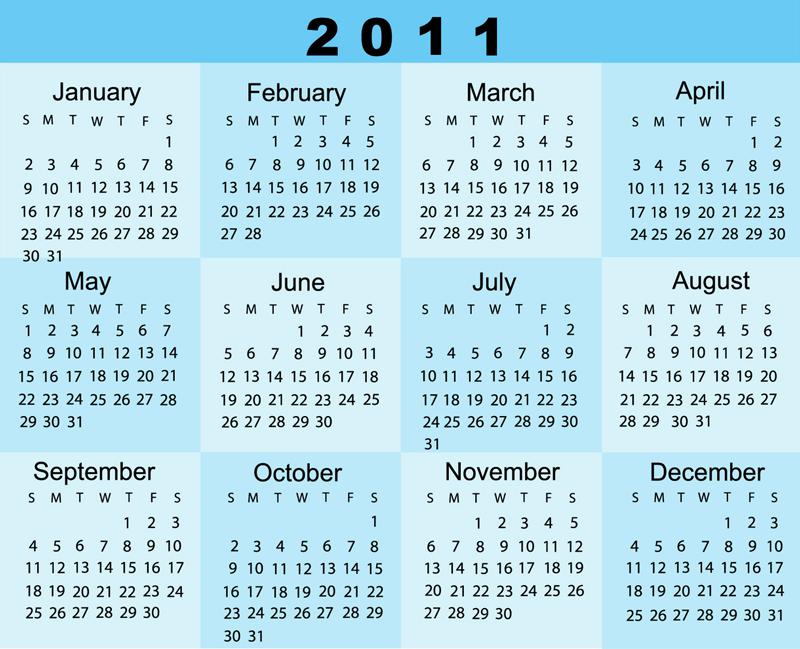 2011
January
S M T W T F S
1
2 3 4 5 6 7 8
9 10 11 12 13 14 15
16 17 18 19 20 21 22
23 24 25 26 27 28 29
30 31
February
S M T W T F S
1 2 3 4 5
6 7 8 9 10 11 12
13 14 15 16 17 18 19
20 21 22 23 24 25 26
27 28
March
S M T W T F S
1 2 3 4 5
6 7 8 9 10 11 12
13 14 15 16 17 18 19
20 21 22 23 24 25 26
27 28 29 30 31
April
S M T W T F S
1 2
3 4 5 6 7 8 9
10 11 12 13 14 15 16
17 18 19 20 21 22 23
24 25 26 27 28 29 30
May
S M T W T F S
1 2 3 4 5 6 7
8 9 10 11 12 13 14
15 16 17 18 19 20 21
22 23 24 25 26 27 28
29 30 31
June
S M T W T F S
1 2 3 4
5 6 7 8 9 10 11
12 13 14 15 16 17 18
19 20 21 22 23 24 25
26 27 28 29 30
July
S M T W T F S
1 2
3 4 5 6 7 8 9
10 11 12 13 14 15 16
17 18 19 20 21 22 23
24 25 26 27 28 29 30
31
August
S M T W T F S
1 2 3 4 5 6
7 8 9 10 11 12 13
14 15 16 17 18 19 20
21 22 23 24 25 26 27
28 29 30 31
September
S M T W T F S
1 2 3
4 5 6 7 8 9 10
11 12 13 14 15 16 17
18 19 20 21 22 23 24
25 26 27 28 29 30
October
S M T W T F S
1
2 3 4 5 6 7 8
9 10 11 12 13 14 15
16 17 18 19 20 21 22
23 24 25 26 27 28 29
30 31
November
S M T W T F S
1 2 3 4 5
6 7 8 9 10 11 12
13 14 15 16 17 18 19
20 21 22 23 24 25 26
27 28 29 30
December
S M T W T F S
1 2 3
4 5 6 7 8 9 10
11 12 13 14 15 16 17
18 19 20 21 22 23 24
25 26 27 28 29 30 31